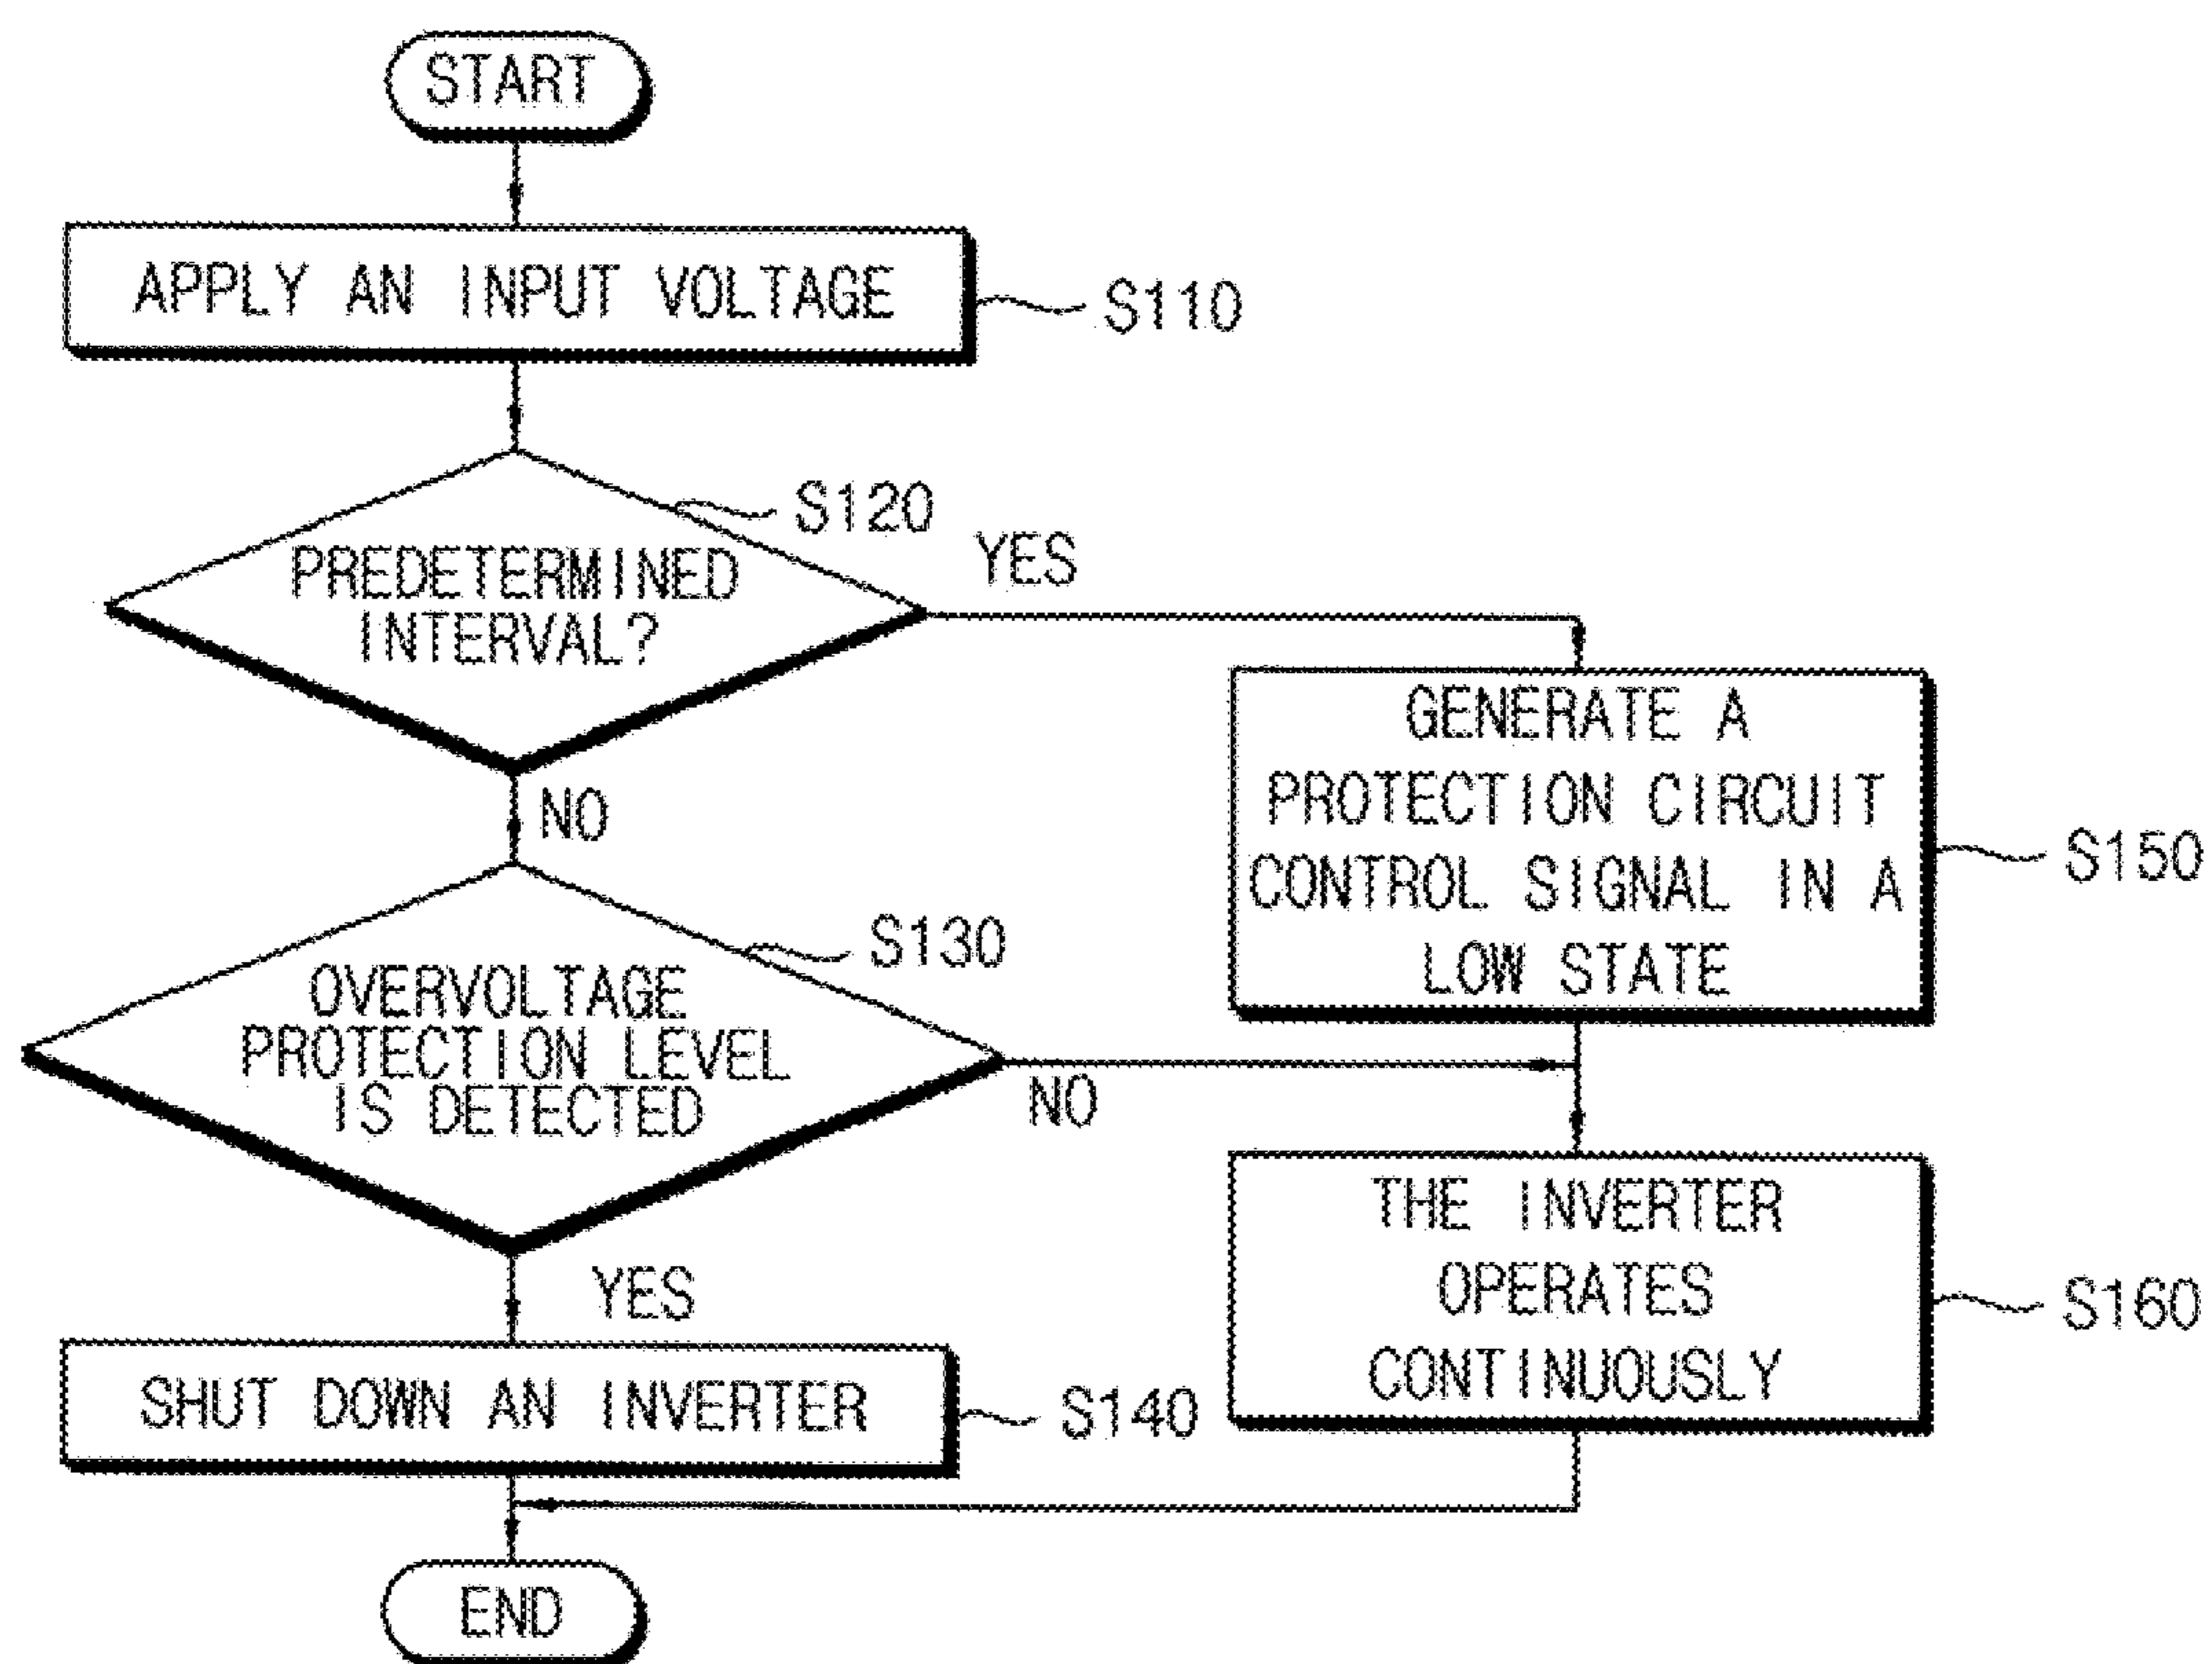 START
APPLY AN INPUT VOLTAGE
S110
S120
PREDETERMINED
INTERVAL?
YES
NO
GENERATE A
PROTECTION CIRCUIT
CONTROL SIGNAL IN A
LOW STATE
S150
S130
OVERVOLTAGE
PROTECTION LEVEL
IS DETECTED
NO
YES
THE INVERTER
OPERATES
CONTINUOUSLY
S160
SHUT DOWN AN INVERTER
S140
END